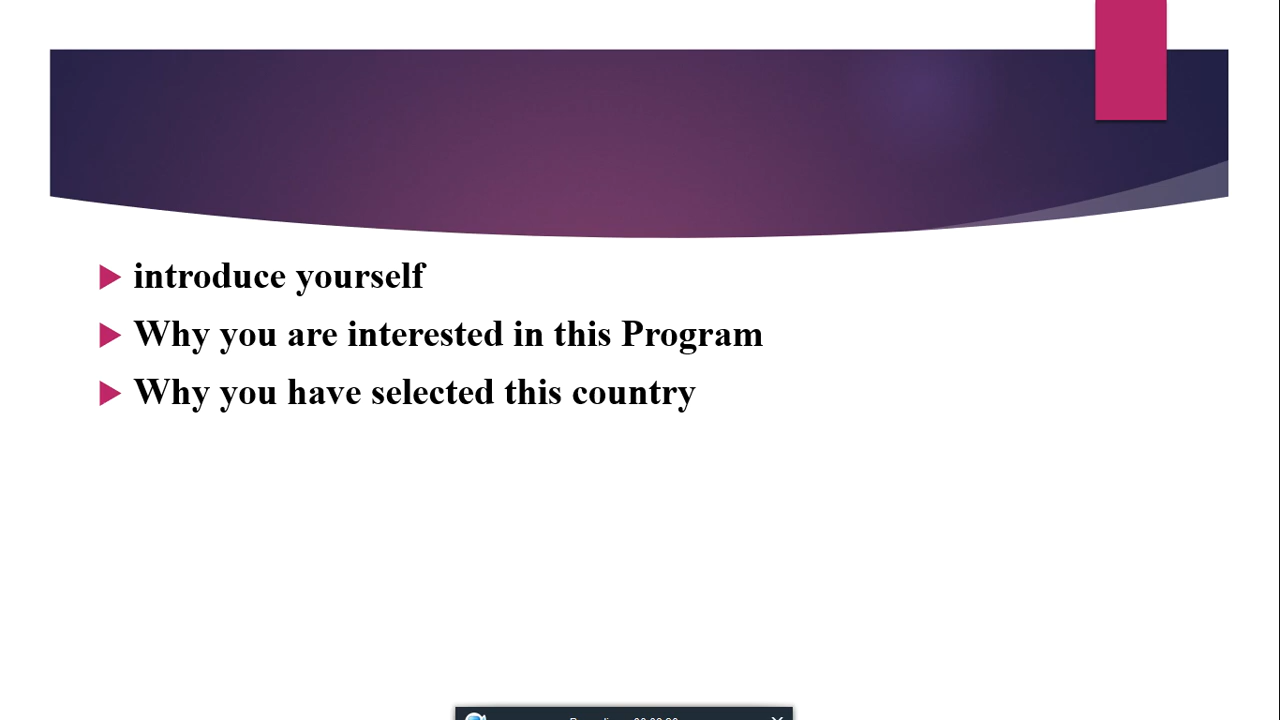 introduce yourself
Why you are interested in this Program
Why you have selected this country